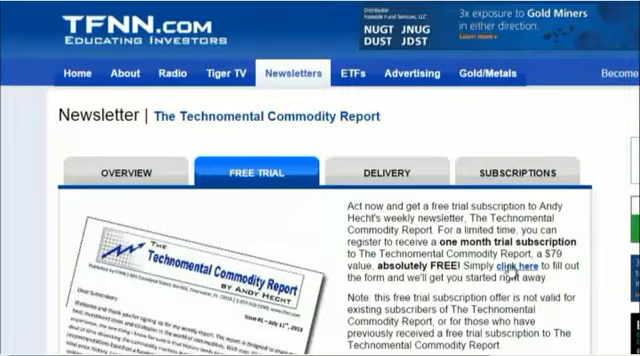 TFNN.COM
EDUCATING INVESTORS
Distributor:
Foreside Fund Services, LLC.
NUGT JNUG
DUST JDST
3x exposure to Gold Miners
in either direction.
Learn more
Home About Radio Tiger TV Newsletters ETFs Advertising Gold/Metals Become
Newsletter | The Technomental Commodity Report
OVERVIEW FREE TRIAL DELIVERY SUBSCRIPTIONS
Act now and get a free trial subscription to Andy
Hecht's weekly newsletter, The Technomental
Commodity Report. For a limited time, you can
register to receive a one month trial subscription
to The Technomental Commodity Report, a $79
value, absolutely FREE! Simply click here to fill out
the form and we'll get you started right away.
Note: this free trial subscription offer is not valid for
existing subscribers of The Technomental
Commodity Report, or for those who have
previously received a free trial subscription to The
Technomental Commodity Report.
THE
Technomental Commodity Report
BY ANDY HECHT
Issue #1 - July 11th, 2013
Dear Subscribers: